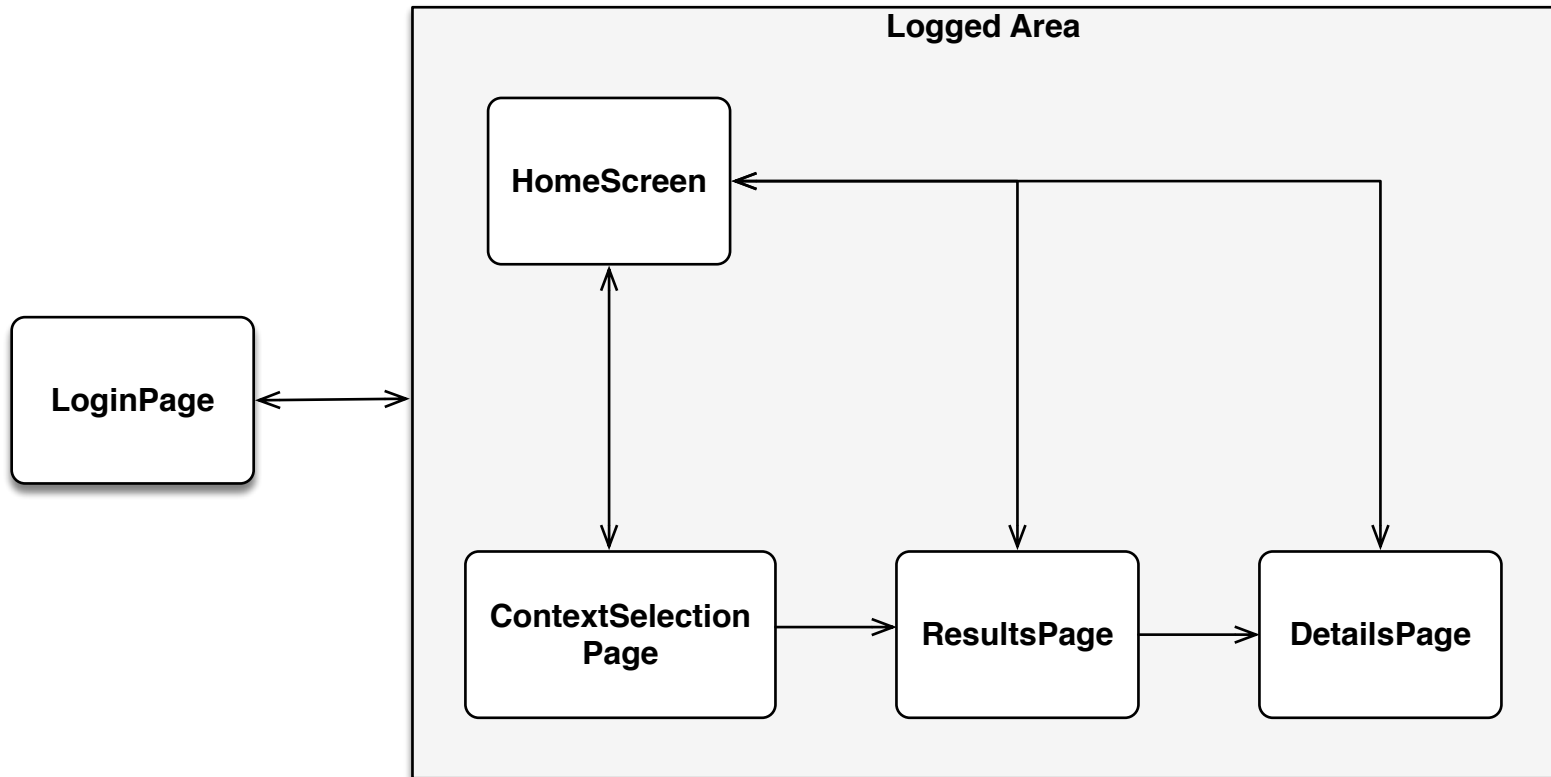 Logged Area
HomeScreen
LoginPage
ContextSelection
Page
ResultsPage
DetailsPage